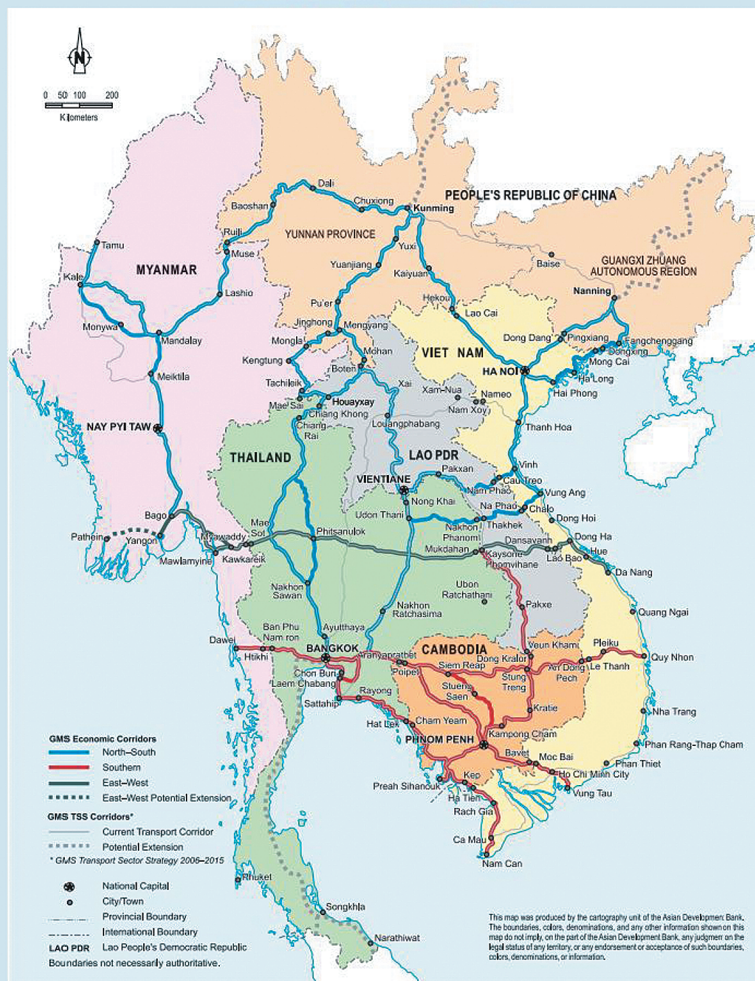 N
0 50 100 200
Kilometers
PEOPLE'S REPUBLIC OF CHINA
Dali
Baoshan
Chuxiong
Kunming
Ruili
YUNNAN PROVINCE
GUANGXI ZHUANG
AUTONOMOUS REGION
Tamu
Muse
Yuxi
Baise
MYANMAR
Yuanjiang
Kaiyuan
Kale
Nanning
Lashio
Pu'er
Hekou
Lao Cai
Monywa
Jinghong
Mengyang
Dong Dang
Pingxiang
Fangchenggang
Mandalay
Mongla
VIET NAM
Dongxing
Mohan
Mong Cai
Kengtung
Boten
HA NOI
Ha Long
Meiktila
Hai Phong
Tachileik
Xai
Xam-Nua
Nameo
Mae Sai
Houayxay
Nam Xoy
Chiang Khong
Louangphabang
Thanh Hoa
NAY PYI TAW
Chiang
Rai
THAILAND
LAO PDR
Pakxan
Vinh
VIENTIANE
Cau Treo
Nam Phao
Vung Ang
Nong Khai
Na Phao
Chalo
Bago
Udon Thani
Thakhek
Dong Hoi
Mae
Sot
Nakhon
Phanom
Myawaddy
Phitsanulok
Dansavanh
Dong Ha
Pathein
Yangon
Mukdahan
Kaysone
Phomvihane
Lao Bao
Hue
Mawlamyine
Kawkareik
Da Nang
Ubon
Ratchathani
Nakhon
Sawan
Pakxe
Nakhon
Ratchasima
Quang Ngai
Ban Phu
Nam ron
Ayutthaya
Dawei
BANGKOK
Aranyaprathet
CAMBODIA
Veun Kham
Pleiku
Htikhi
Poipet
Siem Reap
Dong Kralor
An Dong
Pech
Le Thanh
Quy Nhon
Chon Buri
Laem Chabang
Stueng
Saen
Stung
Treng
Rayong
Sattahip
Kratie
Nha Trang
Hat Lek
Cham Yeam
Kampong Cham
PHNOM PENH
Bavet
Moc Bai
Phan Rang-Thap Cham
Phan Thiet
Ho Chi Minh City
Preah Sihanouk
Kep
Vung Tau
Ha Tien
Rach Gia
Ca Mau
Nam Can
Phuket
Songkhla
Narathiwat
GMS Economic Corridors
North–South
Southern
East–West
East–West Potential Extension
GMS TSS Corridors*
Current Transport Corridor
Potential Extension
* GMS Transport Sector Strategy 2006–2015
National Capital
City/Town
Provincial Boundary
International Boundary
LAO PDR Lao People's Democratic Republic
Boundaries not necessarily authoritative.
This map was produced by the cartography unit of the Asian Development Bank.
The boundaries, colors, denominations, and any other information shown on this
map do not imply, on the part of the Asian Development Bank, any judgment on the
legal status of any territory, or any endorsement or acceptance of such boundaries,
colors, denominations, or information.